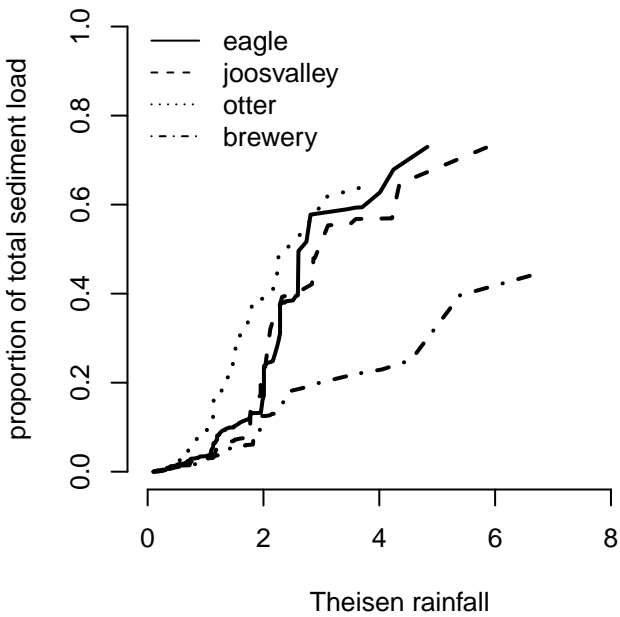 proportion of total sediment load
1.0
0.8
0.6
0.4
0.2
0.0
eagle
joosvalley
otter
brewery
0 2 4 6 8
Theisen rainfall